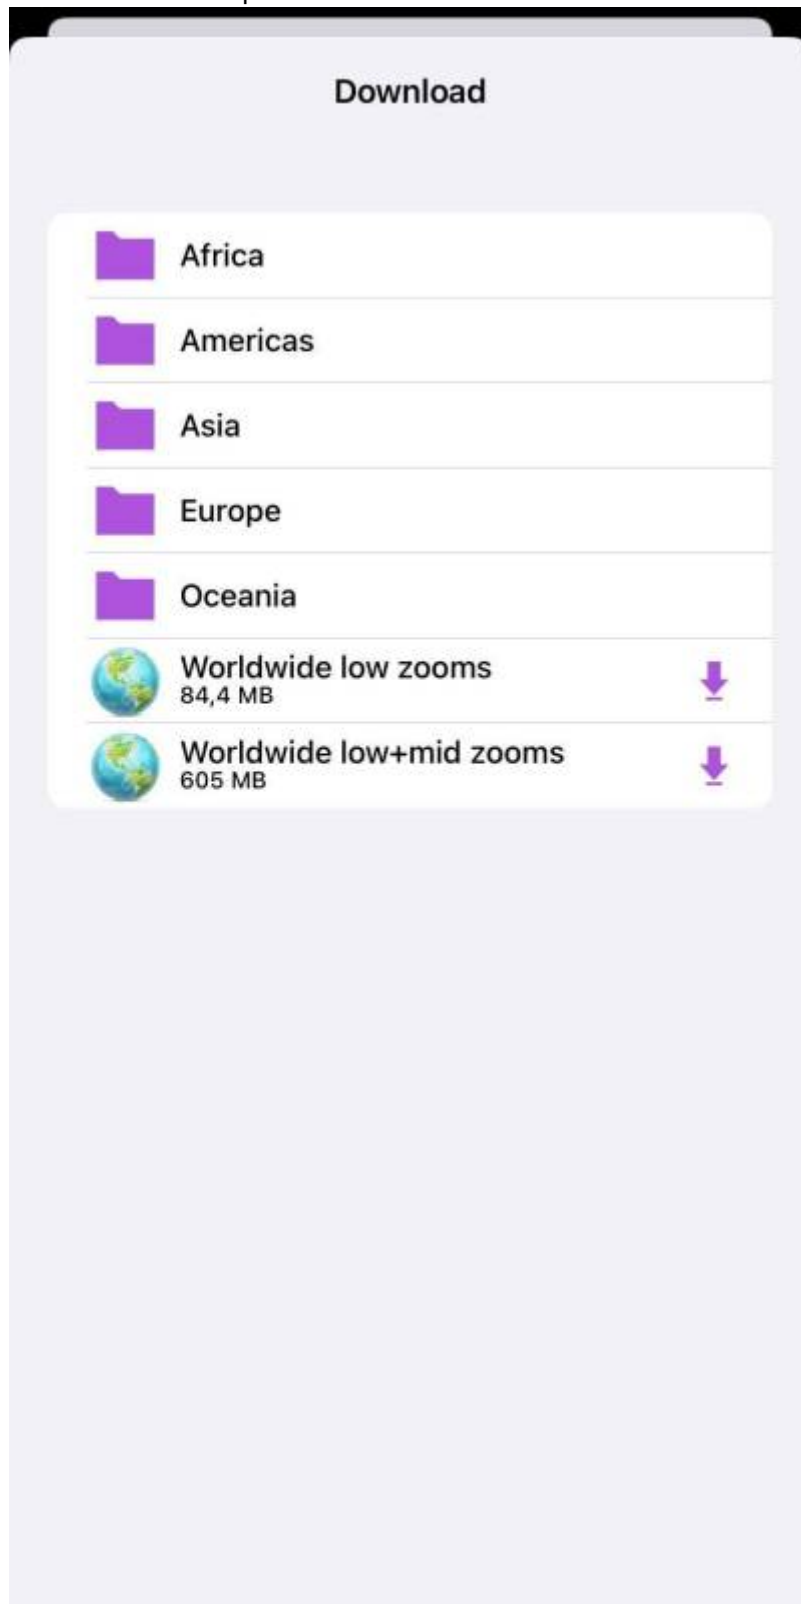 Download
Africa
Americas
Asia
Europe
Oceania
Worldwide low zooms
84,4 MB
Worldwide low+mid zooms
605 MB